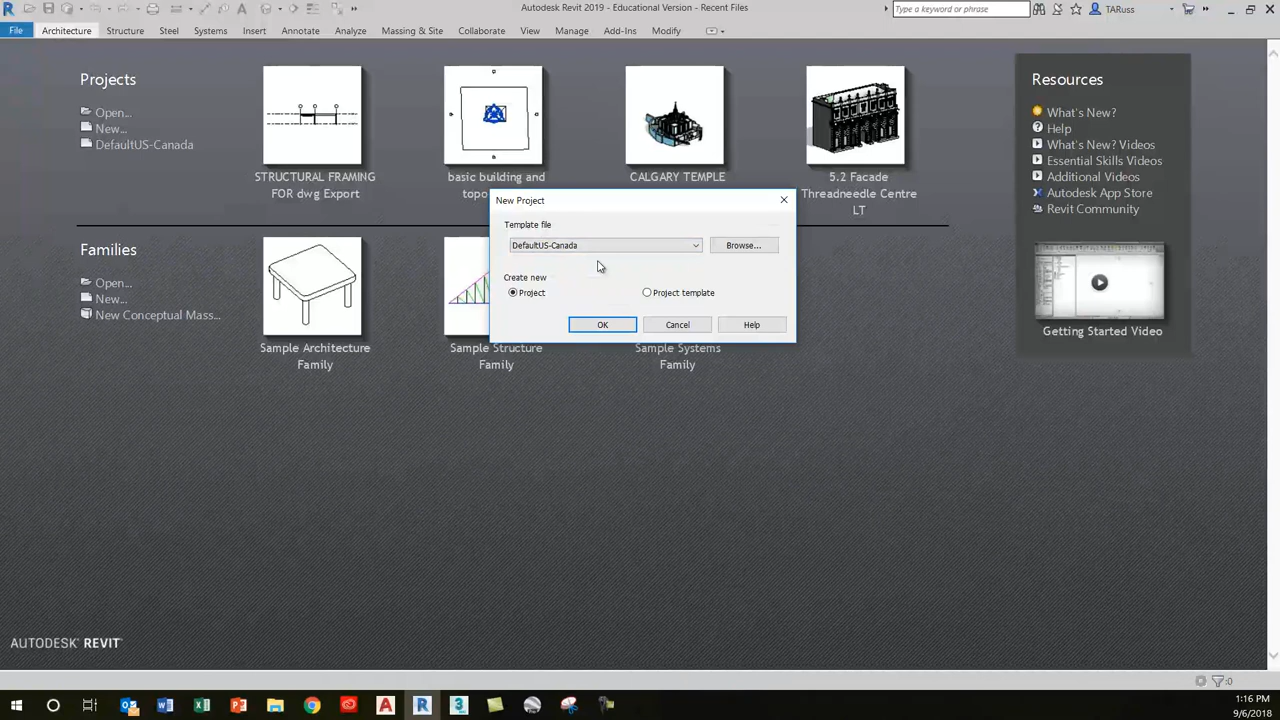 Autodesk Revit 2019 - Educational Version - Recent Files
Type a keyword or phrase
TARuss
File Architecture Structure Steel Systems Insert Annotate Analyze Massing & Site Collaborate View Manage Add-Ins Modify
Projects
Open...
New...
DefaultUS-Canada
STRUCTURAL FRAMING
FOR dwg Export
basic building and
topo
CALGARY TEMPLE
5.2 Facade
Threadneedle Centre
LT
Resources
What's New?
Help
What's New? Videos
Essential Skills Videos
Additional Videos
Autodesk App Store
Revit Community
Getting Started Video
New Project
Template file
DefaultUS-Canada
Browse...
Create new
Project
Project template
OK
Cancel
Help
Families
Open...
New...
New Conceptual Mass...
Sample Architecture
Family
Sample Structure
Family
Sample Systems
Family
AUTODESK® REVIT®
:0
1:16 PM
9/6/2018